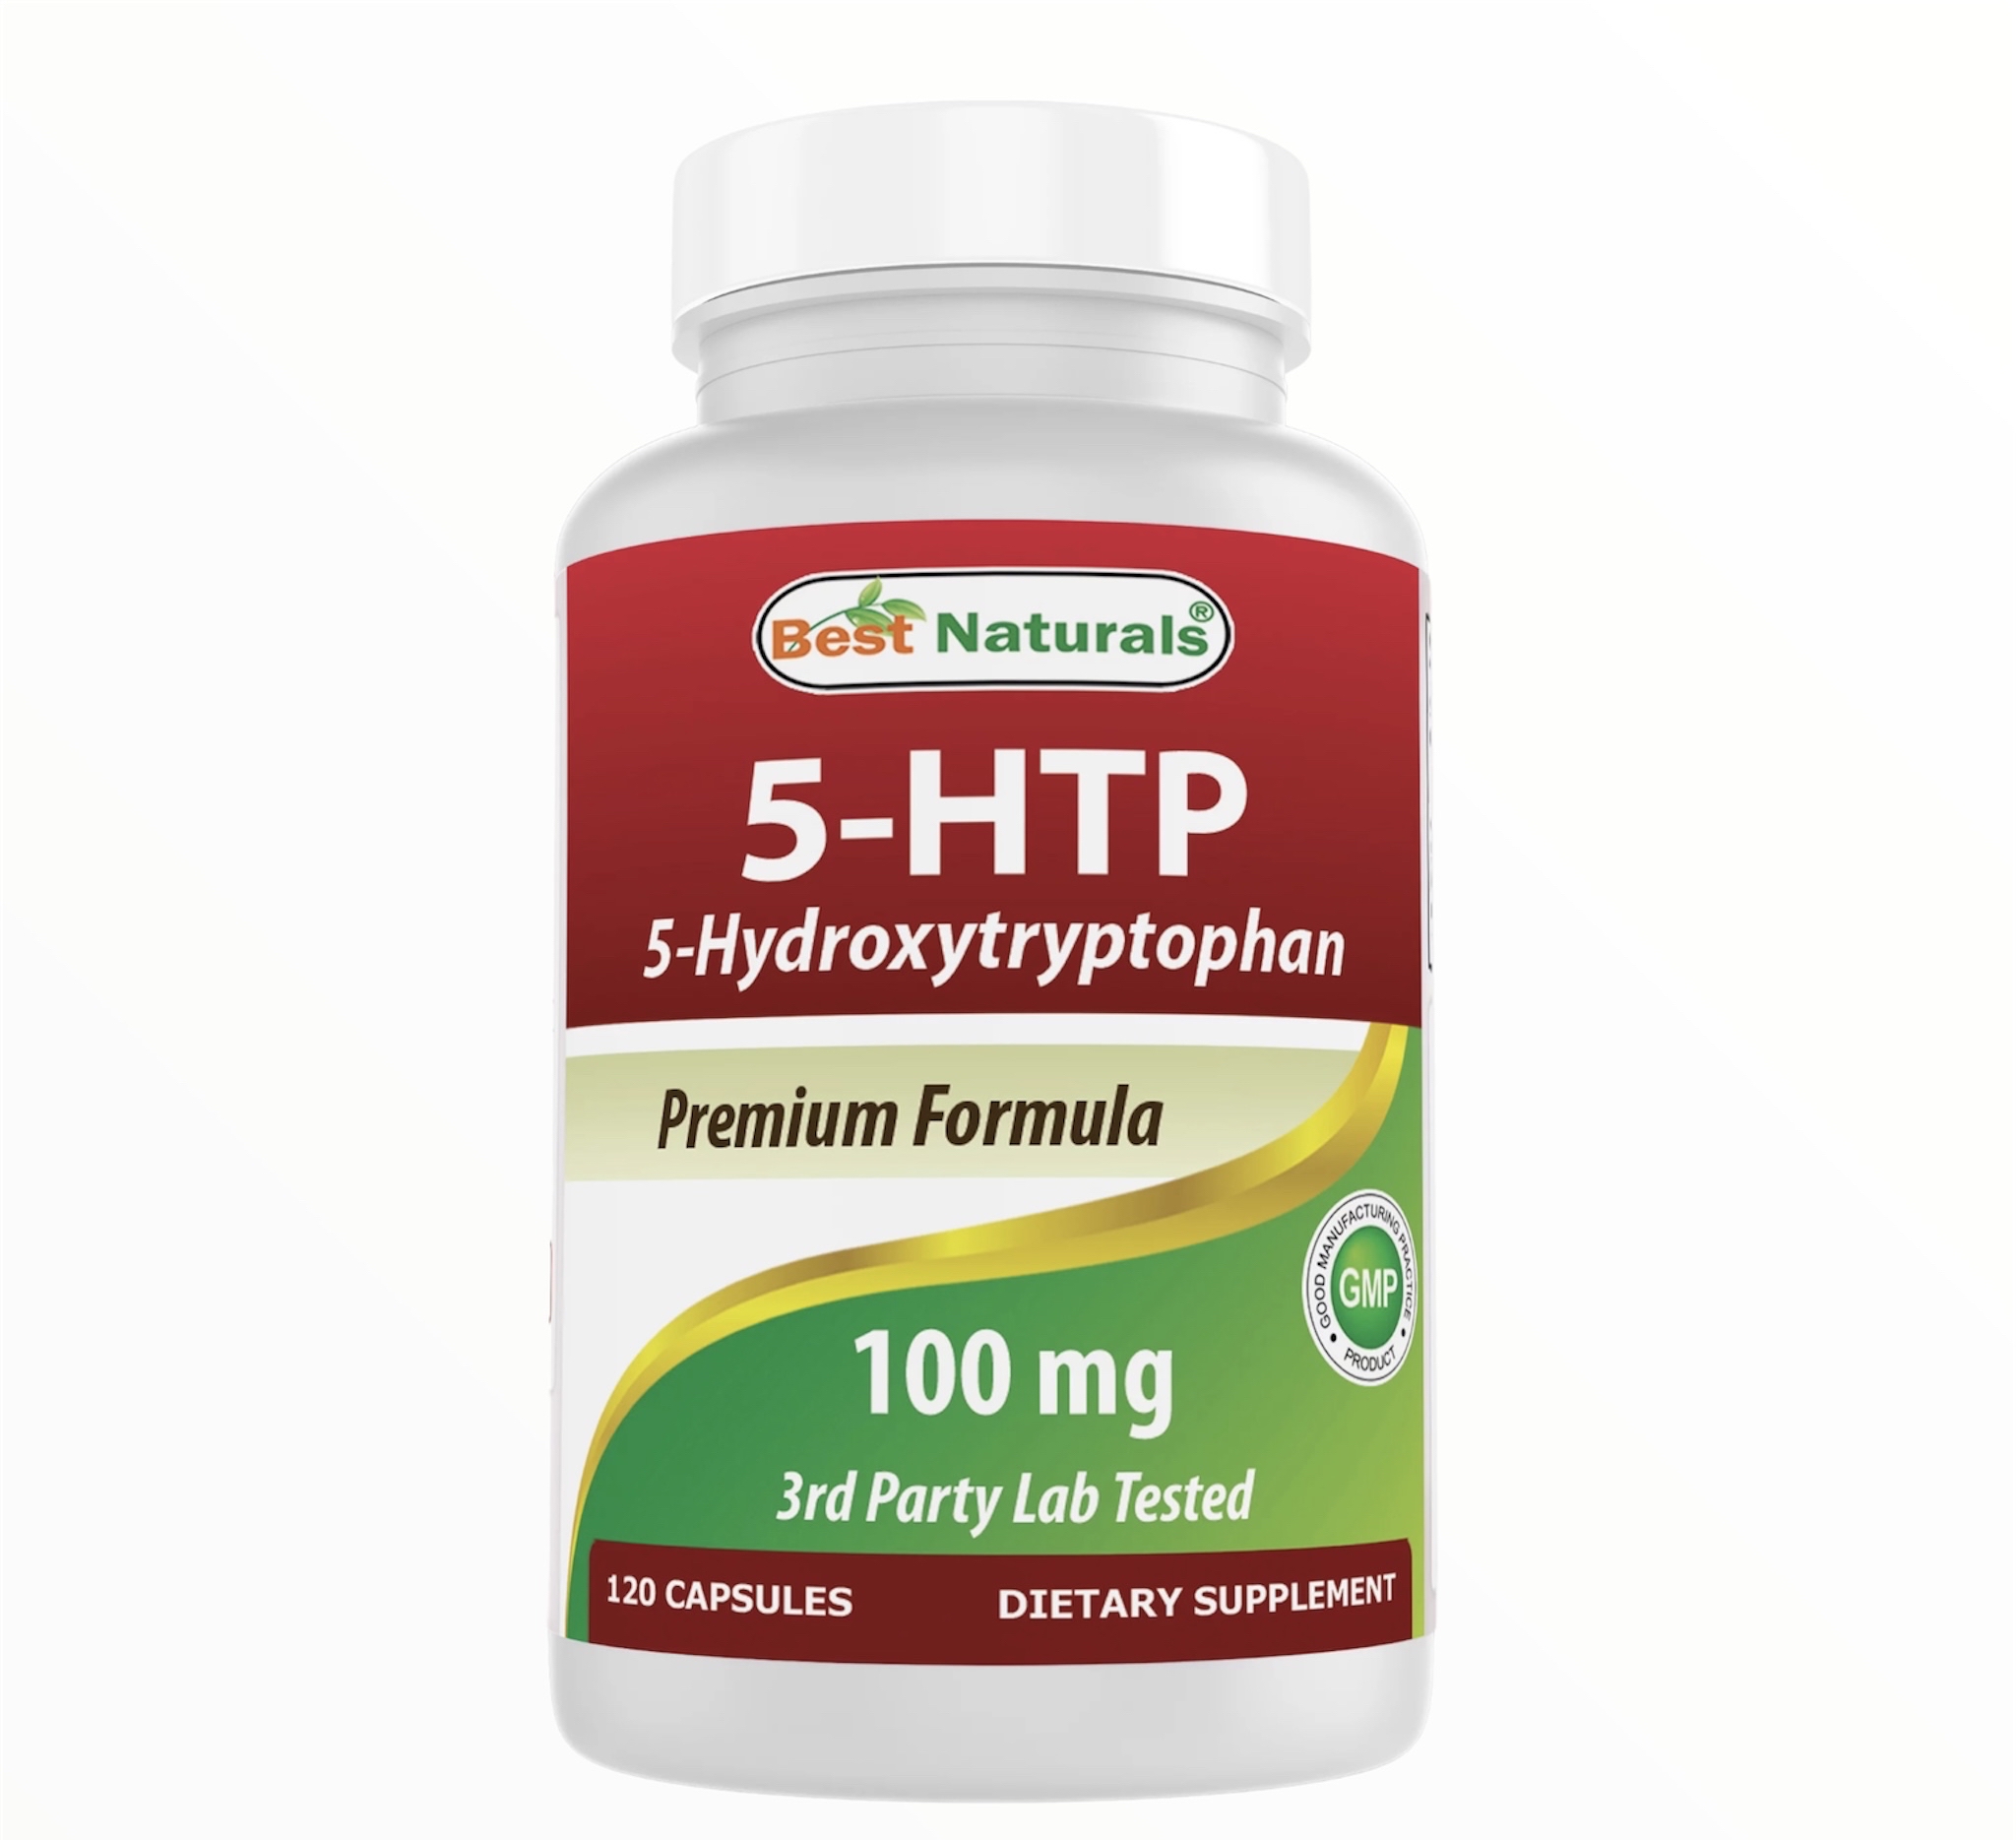 Best Naturals®
5-HTP
5-Hydroxytryptophan
Premium Formula
GOOD MANUFACTURING PRACTICE
GMP
PRODUCT
100 mg
3rd Party Lab Tested
120 CAPSULES
DIETARY SUPPLEMENT